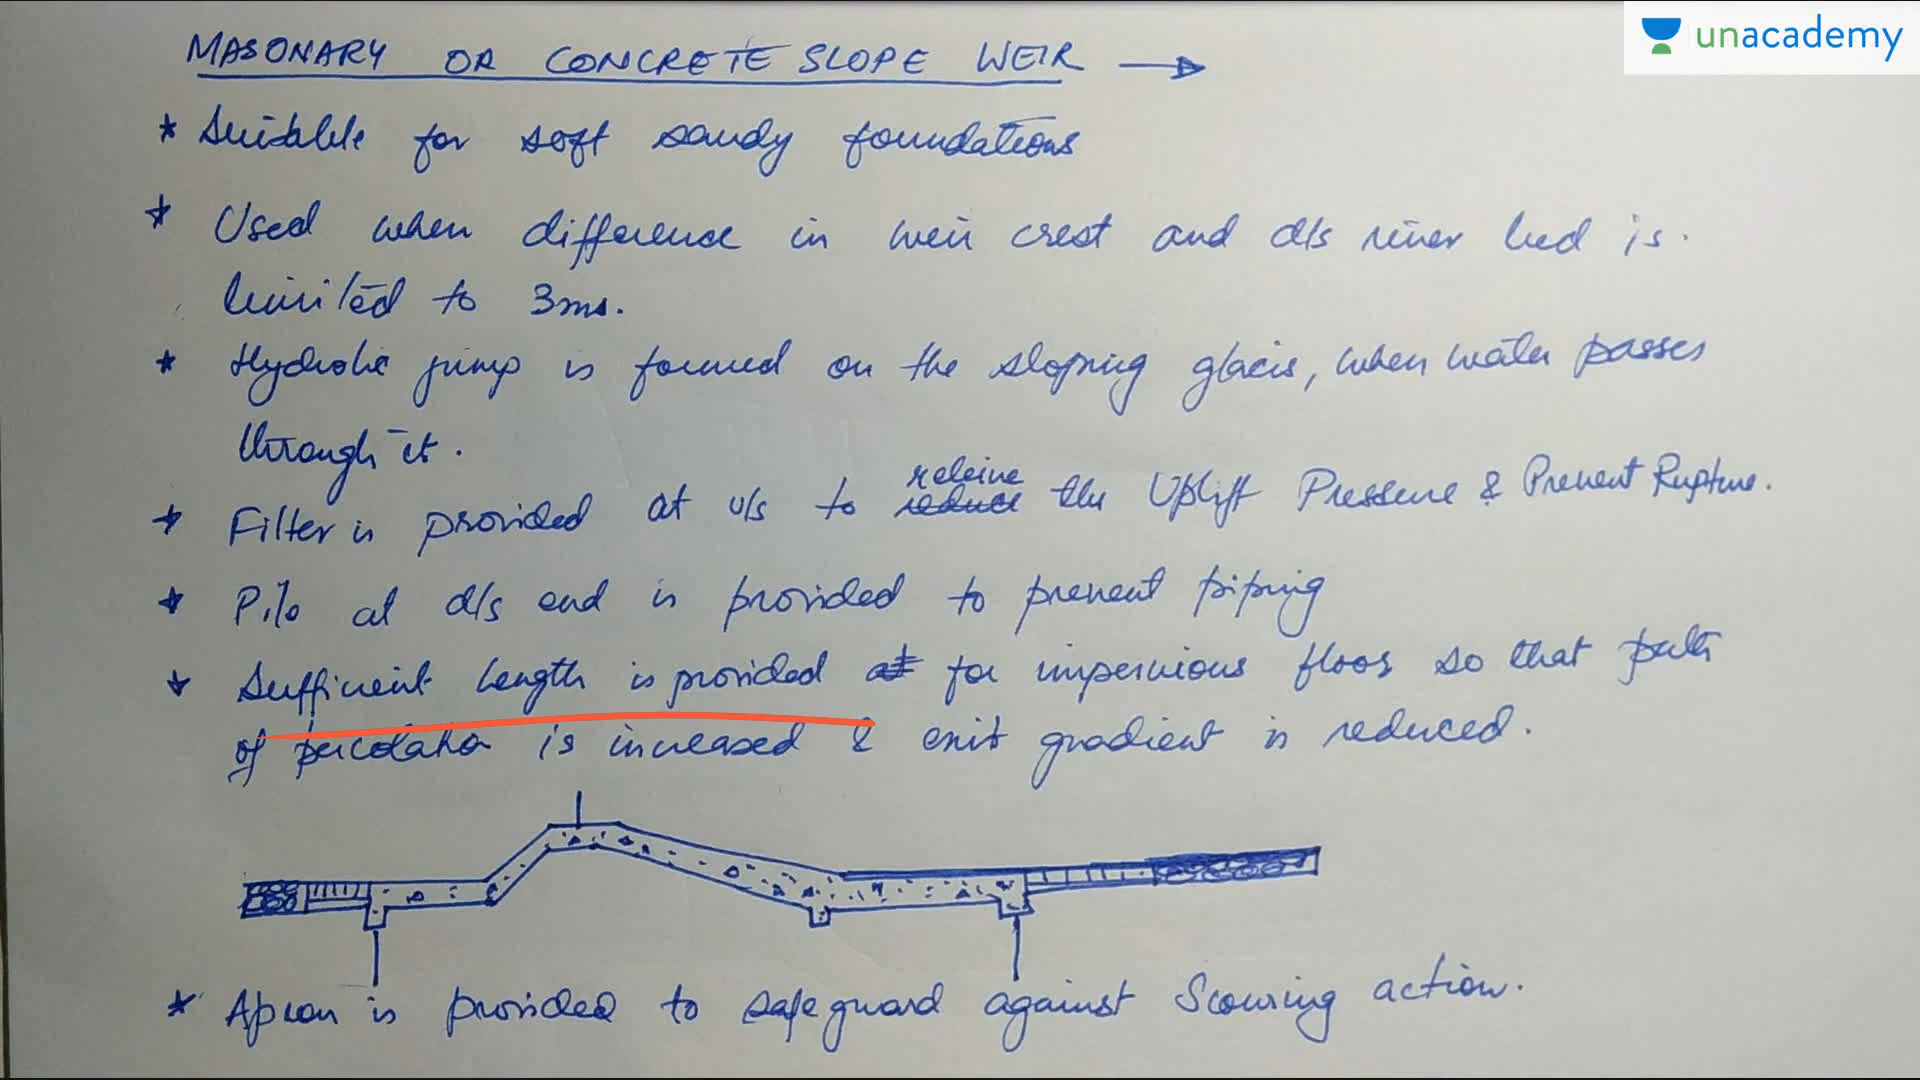 unacademy
MASONARY OR CONCRETE SLOPE WEIR →
* Suitable for soft sandy foundations
* Used when difference in weir crest and d/s river bed is.
limited to 3ms.
* Hydrolic jump is formed on the sloping glacis, when water passes
through it.
releive
* Filter is provided at u/s to reduce the Uplift Pressure & Prevent Rupture.
* Pile at d/s end is provided to prevent piping
* Sufficient length is provided at for impervious floor so that path
of percolation is increased & exit gradient is reduced.
* Apron is provided to safeguard against Scouring action.